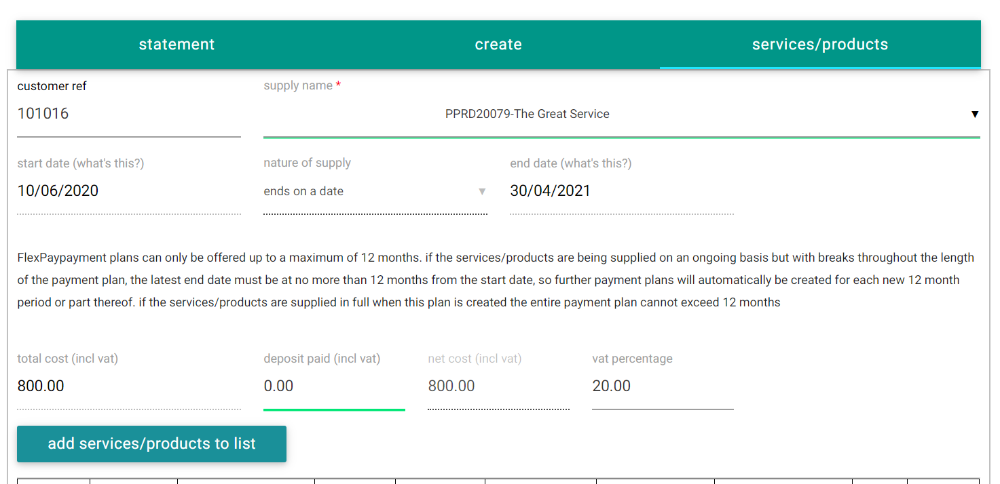 statement create services/products
customer ref supply name *
101016 PPRD20079-The Great Service ▼
start date (what's this?) nature of supply end date (what's this?)
10/06/2020 ends on a date ▼ 30/04/2021
FlexPaypayment plans can only be offered up to a maximum of 12 months. if the services/products are being supplied on an ongoing basis but with breaks throughout the length
of the payment plan, the latest end date must be at no more than 12 months from the start date, so further payment plans will automatically be created for each new 12 month
period or part thereof. if the services/products are supplied in full when this plan is created the entire payment plan cannot exceed 12 months
total cost (incl vat) deposit paid (incl vat) net cost (incl vat) vat percentage
800.00 0.00 800.00 20.00
add services/products to list